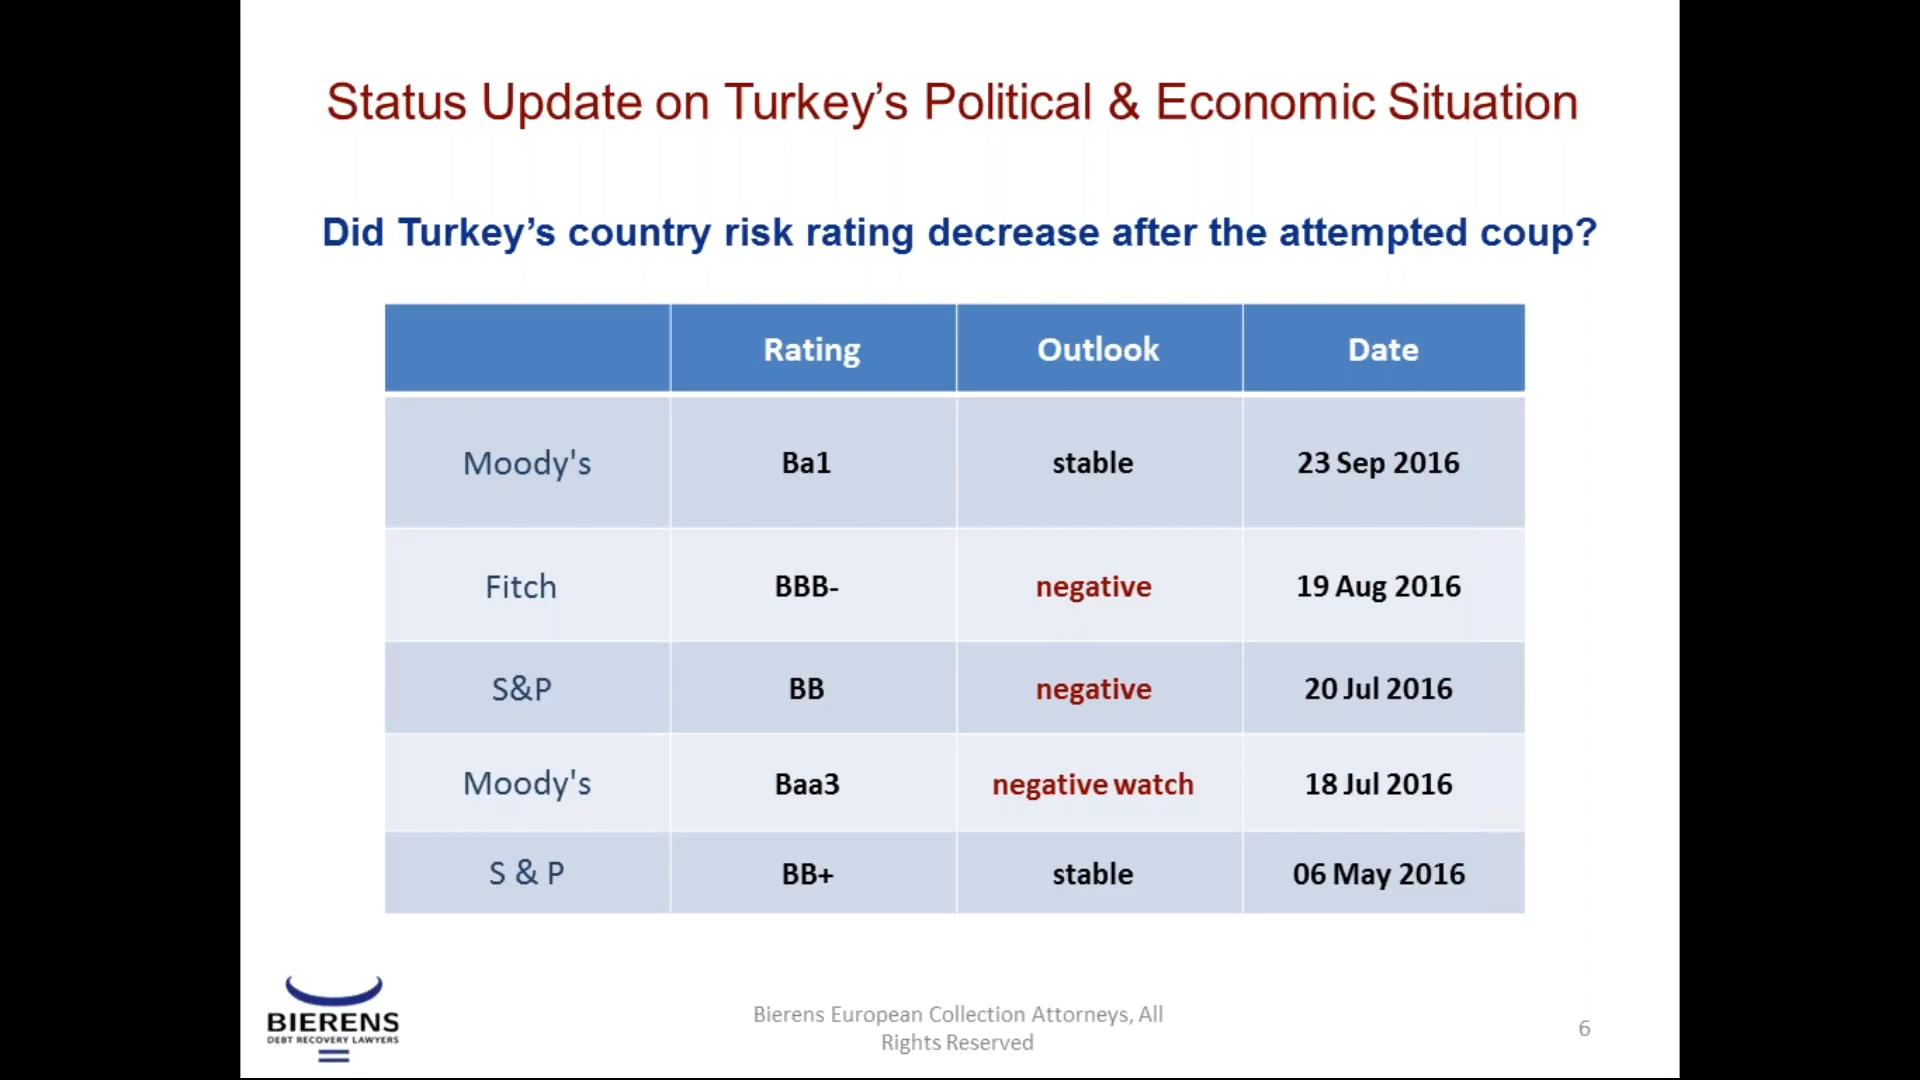 Status Update on Turkey’s Political & Economic Situation
Did Turkey’s country risk rating decrease after the attempted coup?
Rating Outlook Date
Moody's Ba1 stable 23 Sep 2016
Fitch BBB- negative 19 Aug 2016
S&P BB negative 20 Jul 2016
Moody's Baa3 negative watch 18 Jul 2016
S & P BB+ stable 06 May 2016
BIERENS
DEBT RECOVERY LAWYERS
Bierens European Collection Attorneys, All
Rights Reserved
6